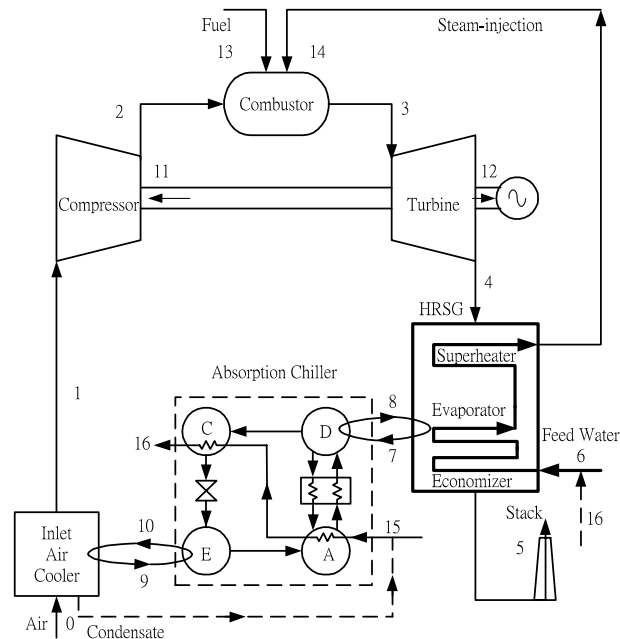 Fuel
Steam-injection
13
14
2
Combustor
3
11
12
Compressor
Turbine
4
HRSG
Superheater
1
Absorption Chiller
8
Evaporator
C
D
Feed Water
16
7
6
Economizer
16
Stack
15
10
5
Inlet
Air
Cooler
E
A
9
Air
0
Condensate